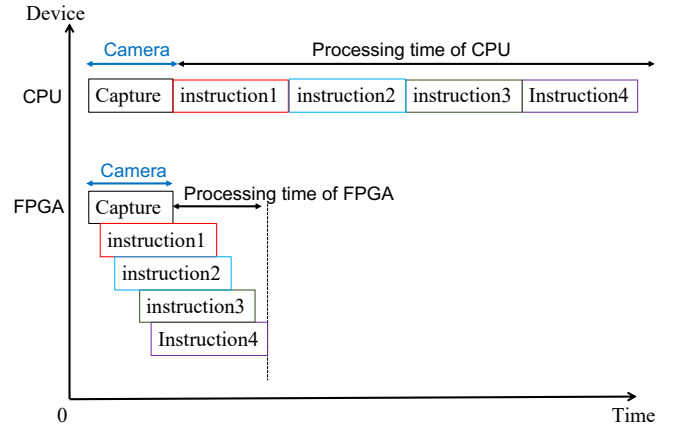 Device
Camera
Processing time of CPU
CPU
Capture
instruction1
instruction2
instruction3
Instruction4
Camera
Processing time of FPGA
FPGA
Capture
instruction1
instruction2
instruction3
Instruction4
0
Time